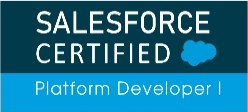 SALESFORCE
CERTIFIED
Platform Developer I